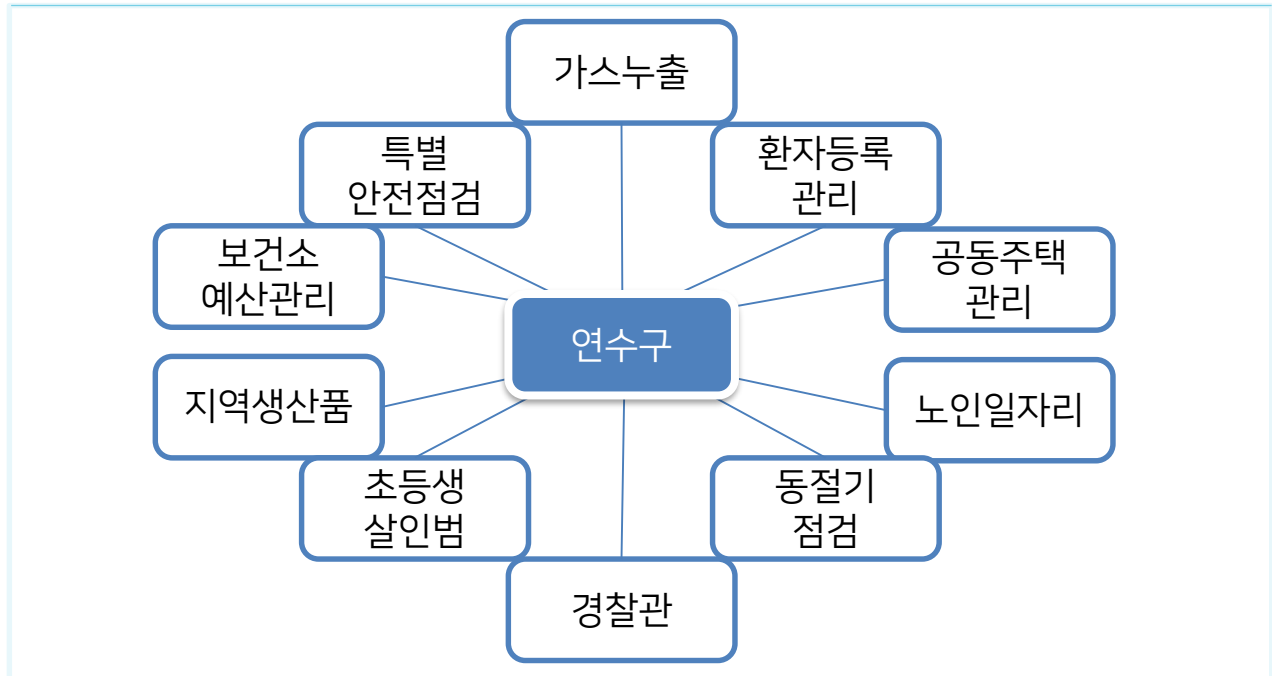 가스누출
특별
안전점검
환자등록
관리
보건소
예산관리
공동주택
관리
연수구
지역생산품
노인일자리
초등생
살인범
동절기
점검
경찰관